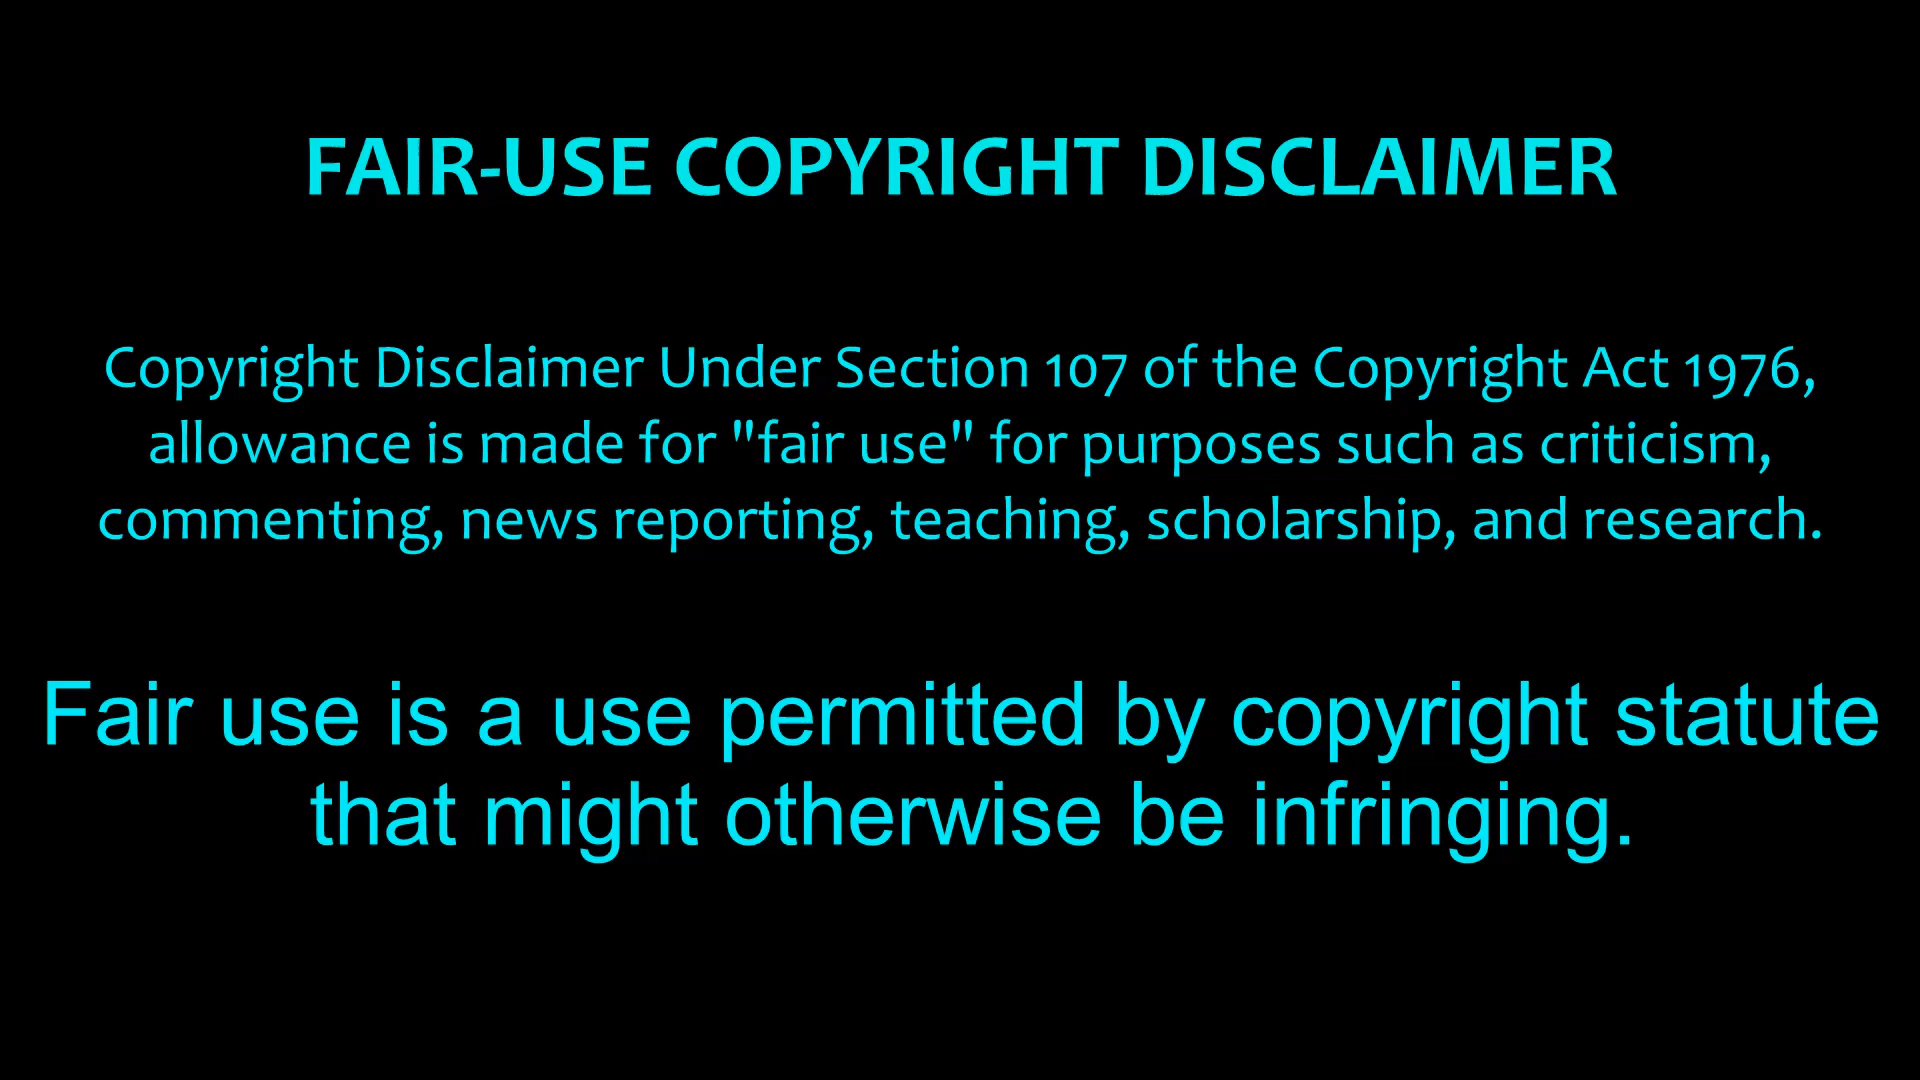 FAIR-USE COPYRIGHT DISCLAIMER
Copyright Disclaimer Under Section 107 of the Copyright Act 1976,
allowance is made for "fair use" for purposes such as criticism,
commenting, news reporting, teaching, scholarship, and research.
Fair use is a use permitted by copyright statute
that might otherwise be infringing.